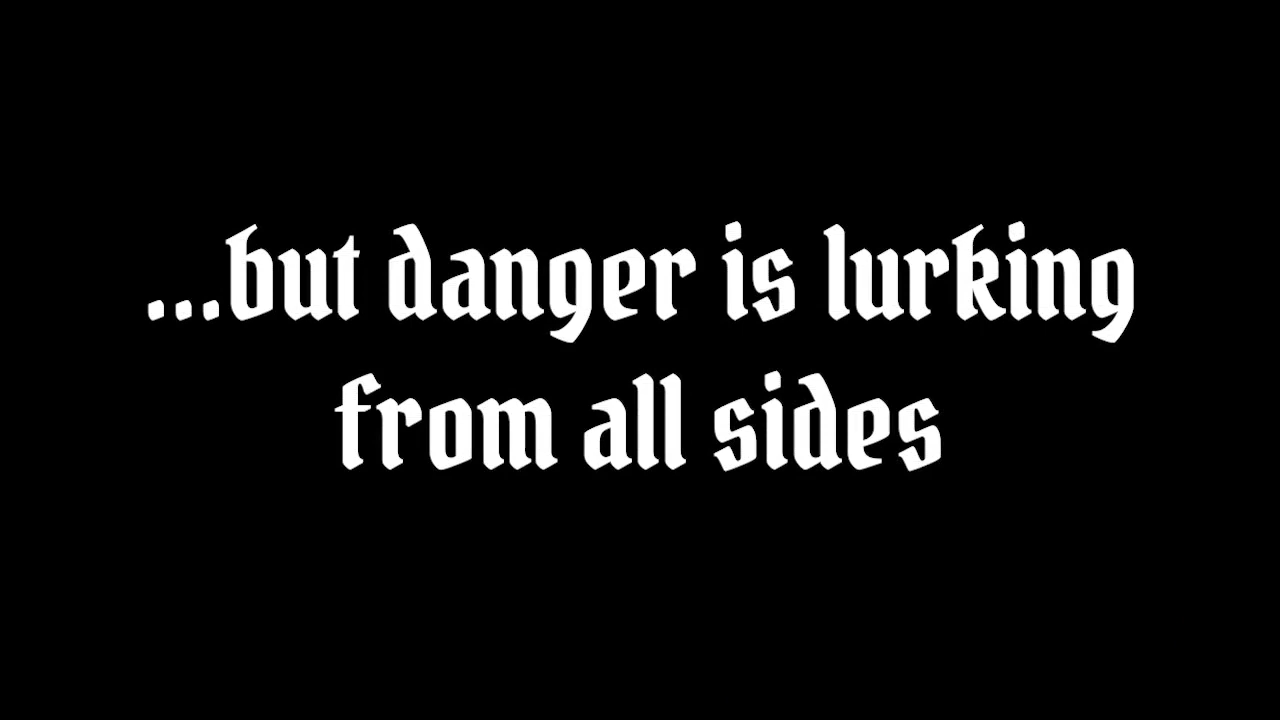 ...but danger is lurking
from all sides